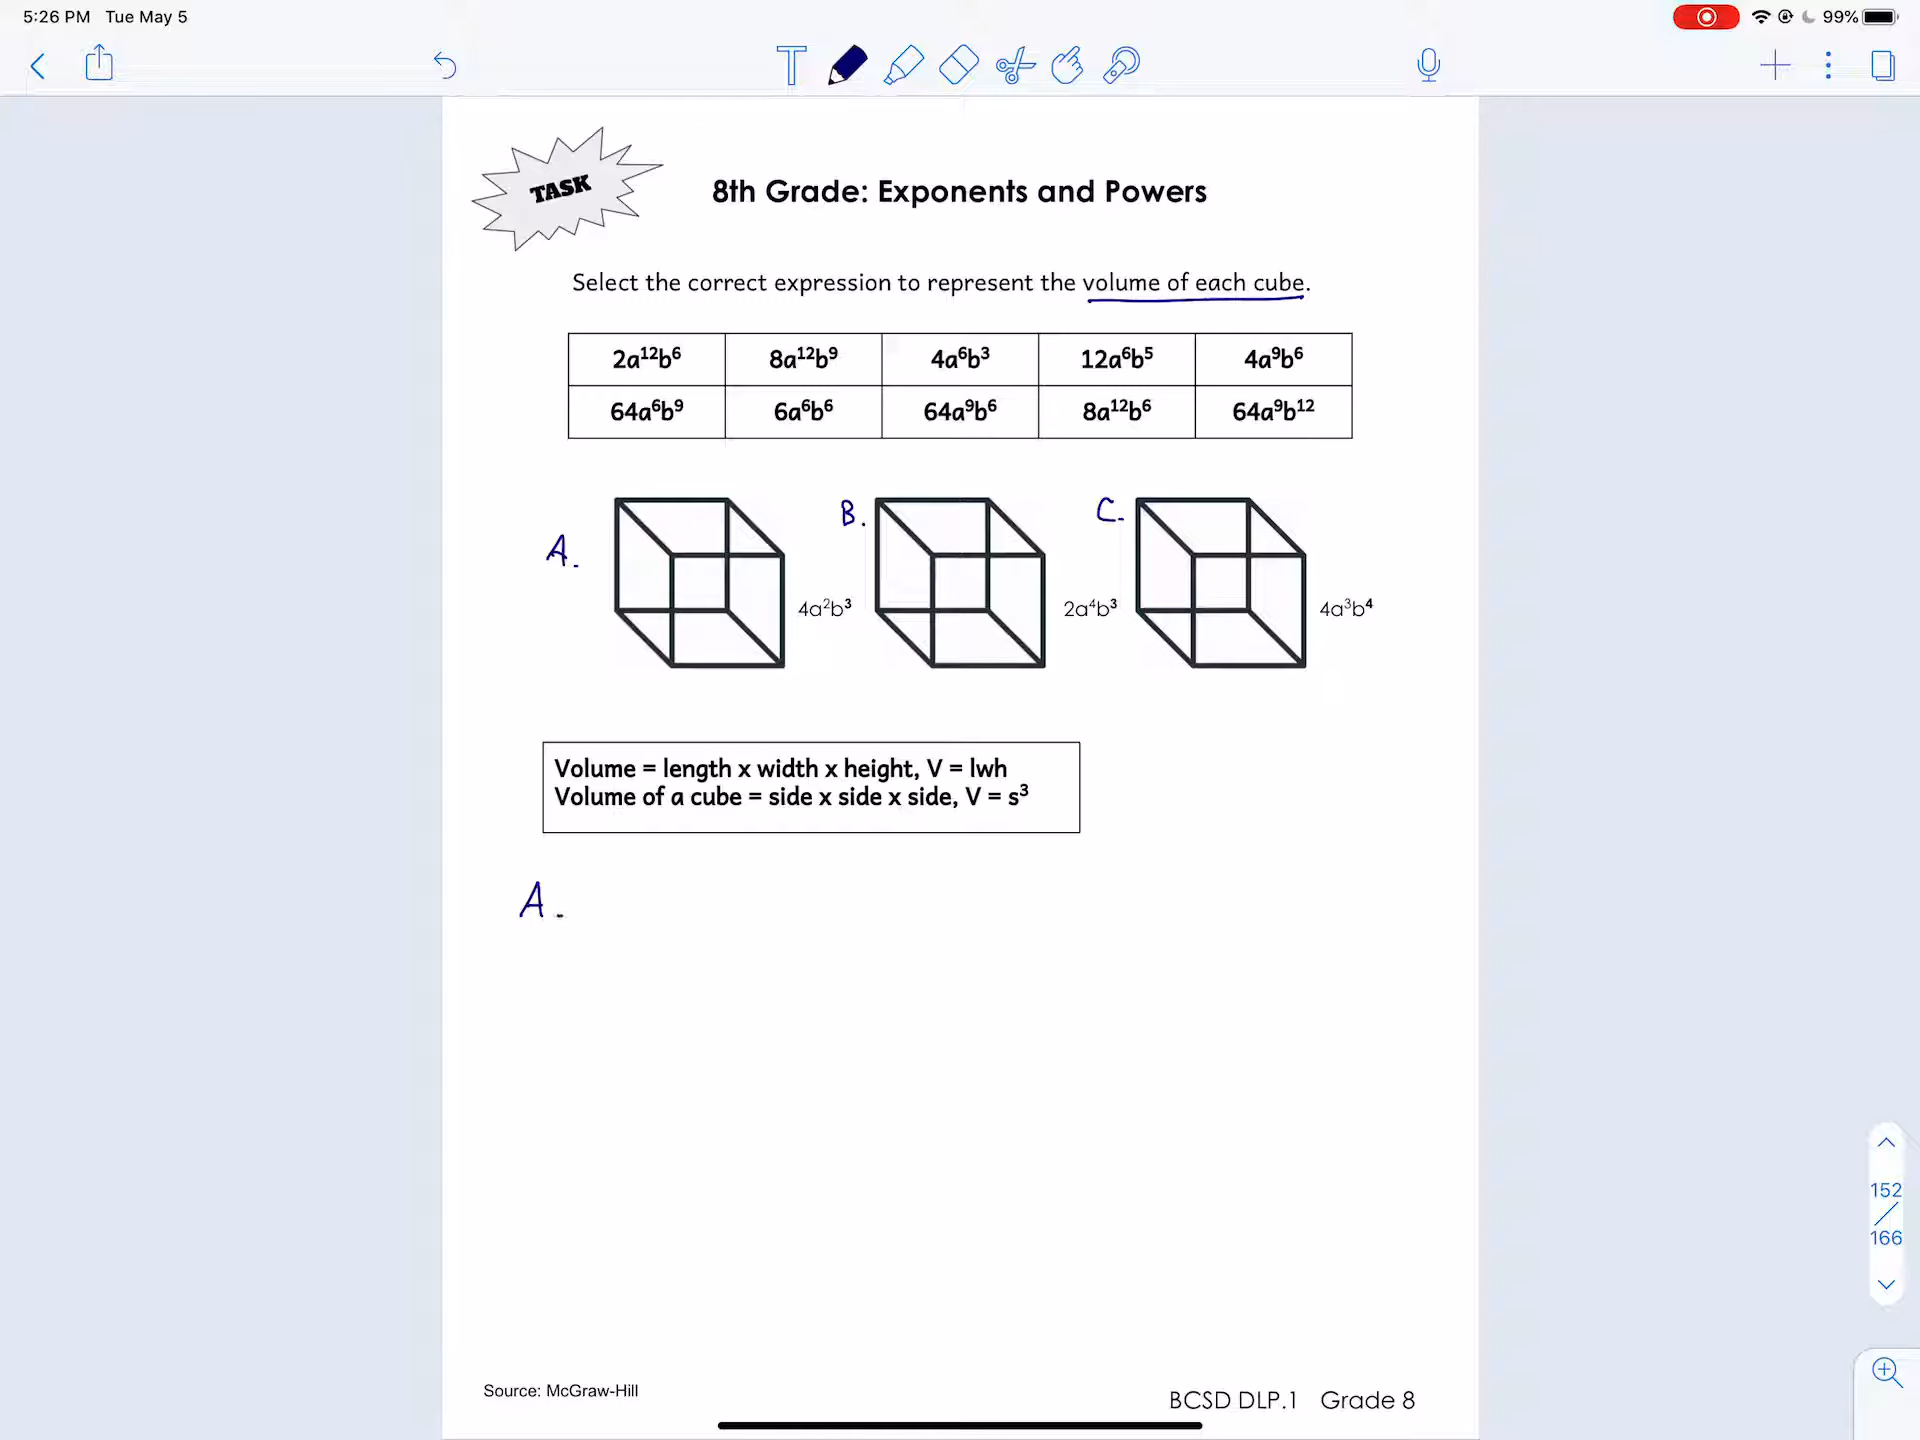 5:26 PM Tue May 5
99%
TASK
8th Grade: Exponents and Powers
Select the correct expression to represent the volume of each cube.
2a¹²b⁶ 8a¹²b⁹ 4a⁶b³ 12a⁶b⁵ 4a⁹b⁶
64a⁶b⁹ 6a⁶b⁶ 64a⁹b⁶ 8a¹²b⁶ 64a⁹b¹²
A. B. C.
4a²b³ 2a⁴b³ 4a³b⁴
Volume = length x width x height, V = lwh
Volume of a cube = side x side x side, V = s³
A.
152
/
166
Source: McGraw-Hill
BCSD DLP.1 Grade 8